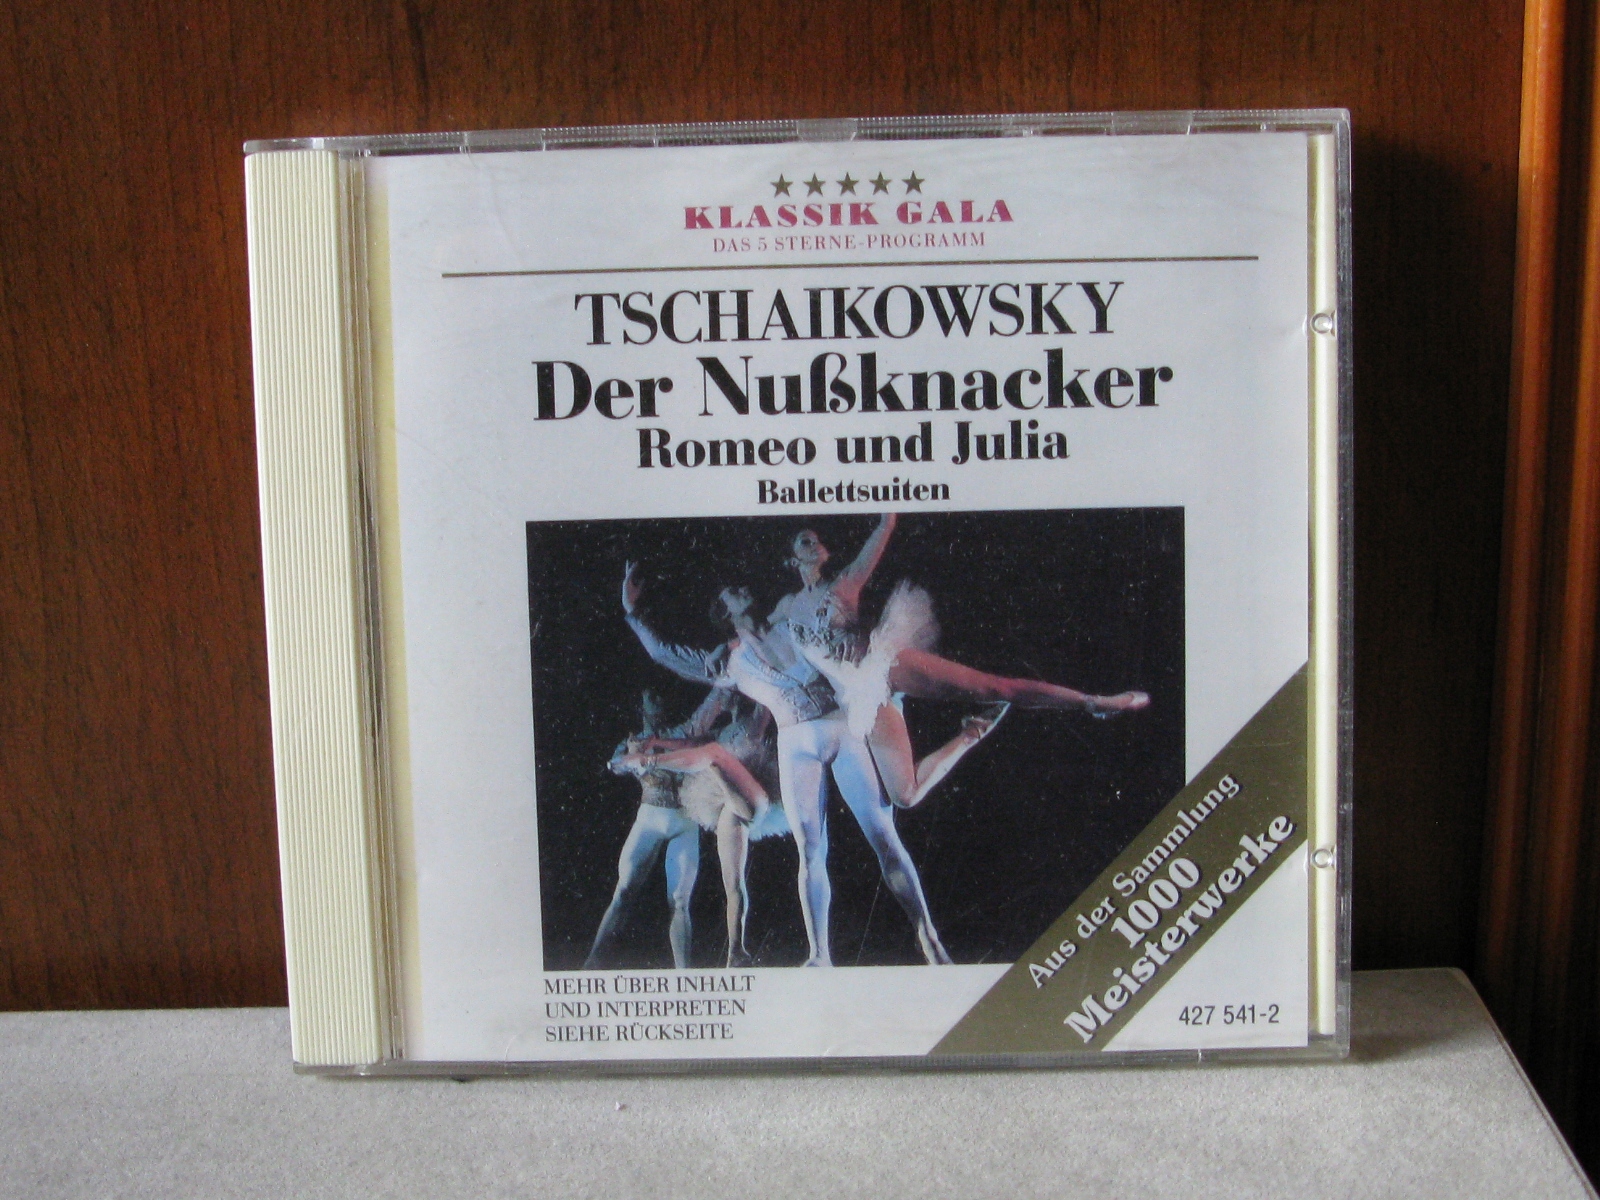 KLASSIK GALA
DAS 5 STERNE-PROGRAMM
TSCHAIKOWSKY
Der Nußknacker
Romeo und Julia
Ballettsuiten
Aus der Sammlung
1000
Meisterwerke
MEHR ÜBER INHALT
UND INTERPRETEN
SIEHE RÜCKSEITE
427 541-2